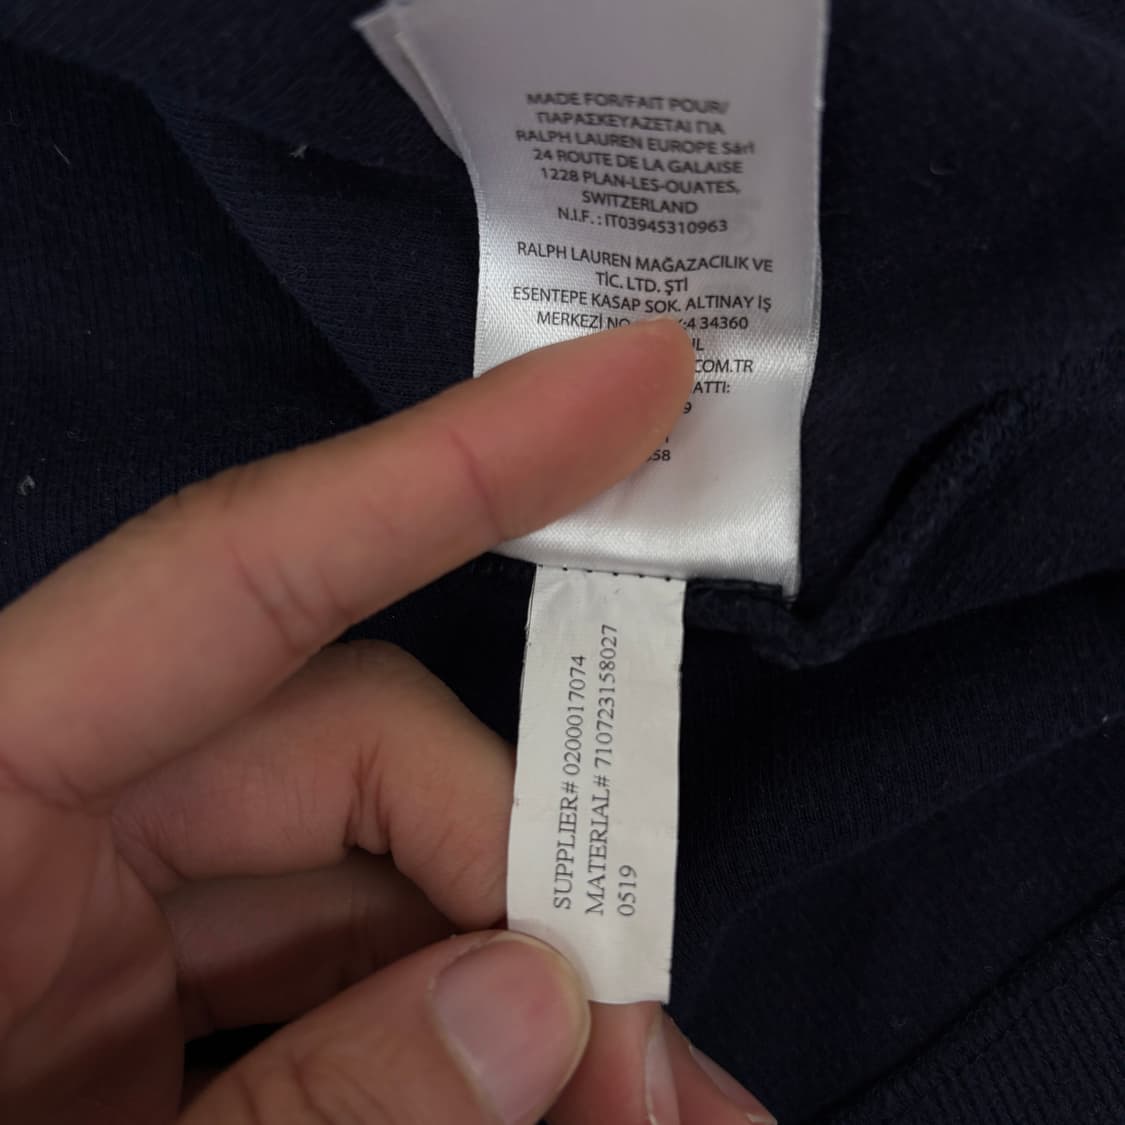 MADE FOR/FAIT POUR/
ΠΑΡΑΣΚΕΥΑΖΕΤΑΙ ΓΙΑ
RALPH LAUREN EUROPE Sàrl
24 ROUTE DE LA GALAISE
1228 PLAN-LES-OUATES,
SWITZERLAND
N.I.F. : IT03945310963
RALPH LAUREN MAĞAZACILIK VE
TİC. LTD. ŞTİ
ESENTEPE KASAP SOK. ALTINAY İŞ
MERKEZİ 34360
COM.TR
SUPPLIER# 0200017074
MATERIAL# 710723158027
0519